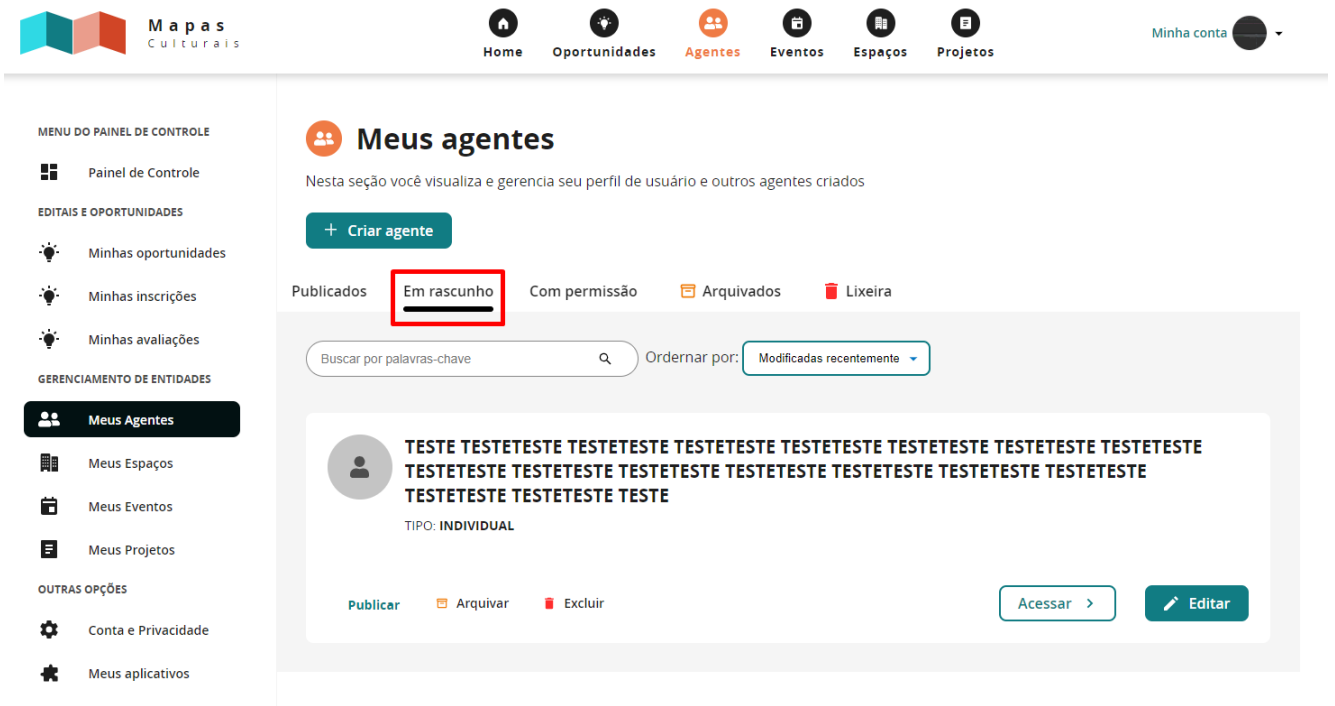 Mapas
Culturais
Home
Oportunidades
Agentes
Eventos
Espaços
Projetos
Minha conta
MENU DO PAINEL DE CONTROLE
Painel de Controle
EDITAIS E OPORTUNIDADES
Minhas oportunidades
Minhas inscrições
Minhas avaliações
GERENCIAMENTO DE ENTIDADES
Meus Agentes
Meus Espaços
Meus Eventos
Meus Projetos
OUTRAS OPÇÕES
Conta e Privacidade
Meus aplicativos
Meus agentes
Nesta seção você visualiza e gerencia seu perfil de usuário e outros agentes criados
+ Criar agente
Publicados
Em rascunho
Com permissão
Arquivados
Lixeira
Buscar por palavras-chave
Ordernar por:
Modificadas recentemente
TESTE TESTETESTE TESTETESTE TESTETESTE TESTETESTE TESTETESTE TESTETESTE TESTETESTE
TESTETESTE TESTETESTE TESTETESTE TESTETESTE TESTETESTE TESTETESTE TESTETESTE
TESTETESTE TESTETESTE TESTE
TIPO: INDIVIDUAL
Publicar
Arquivar
Excluir
Acessar >
Editar